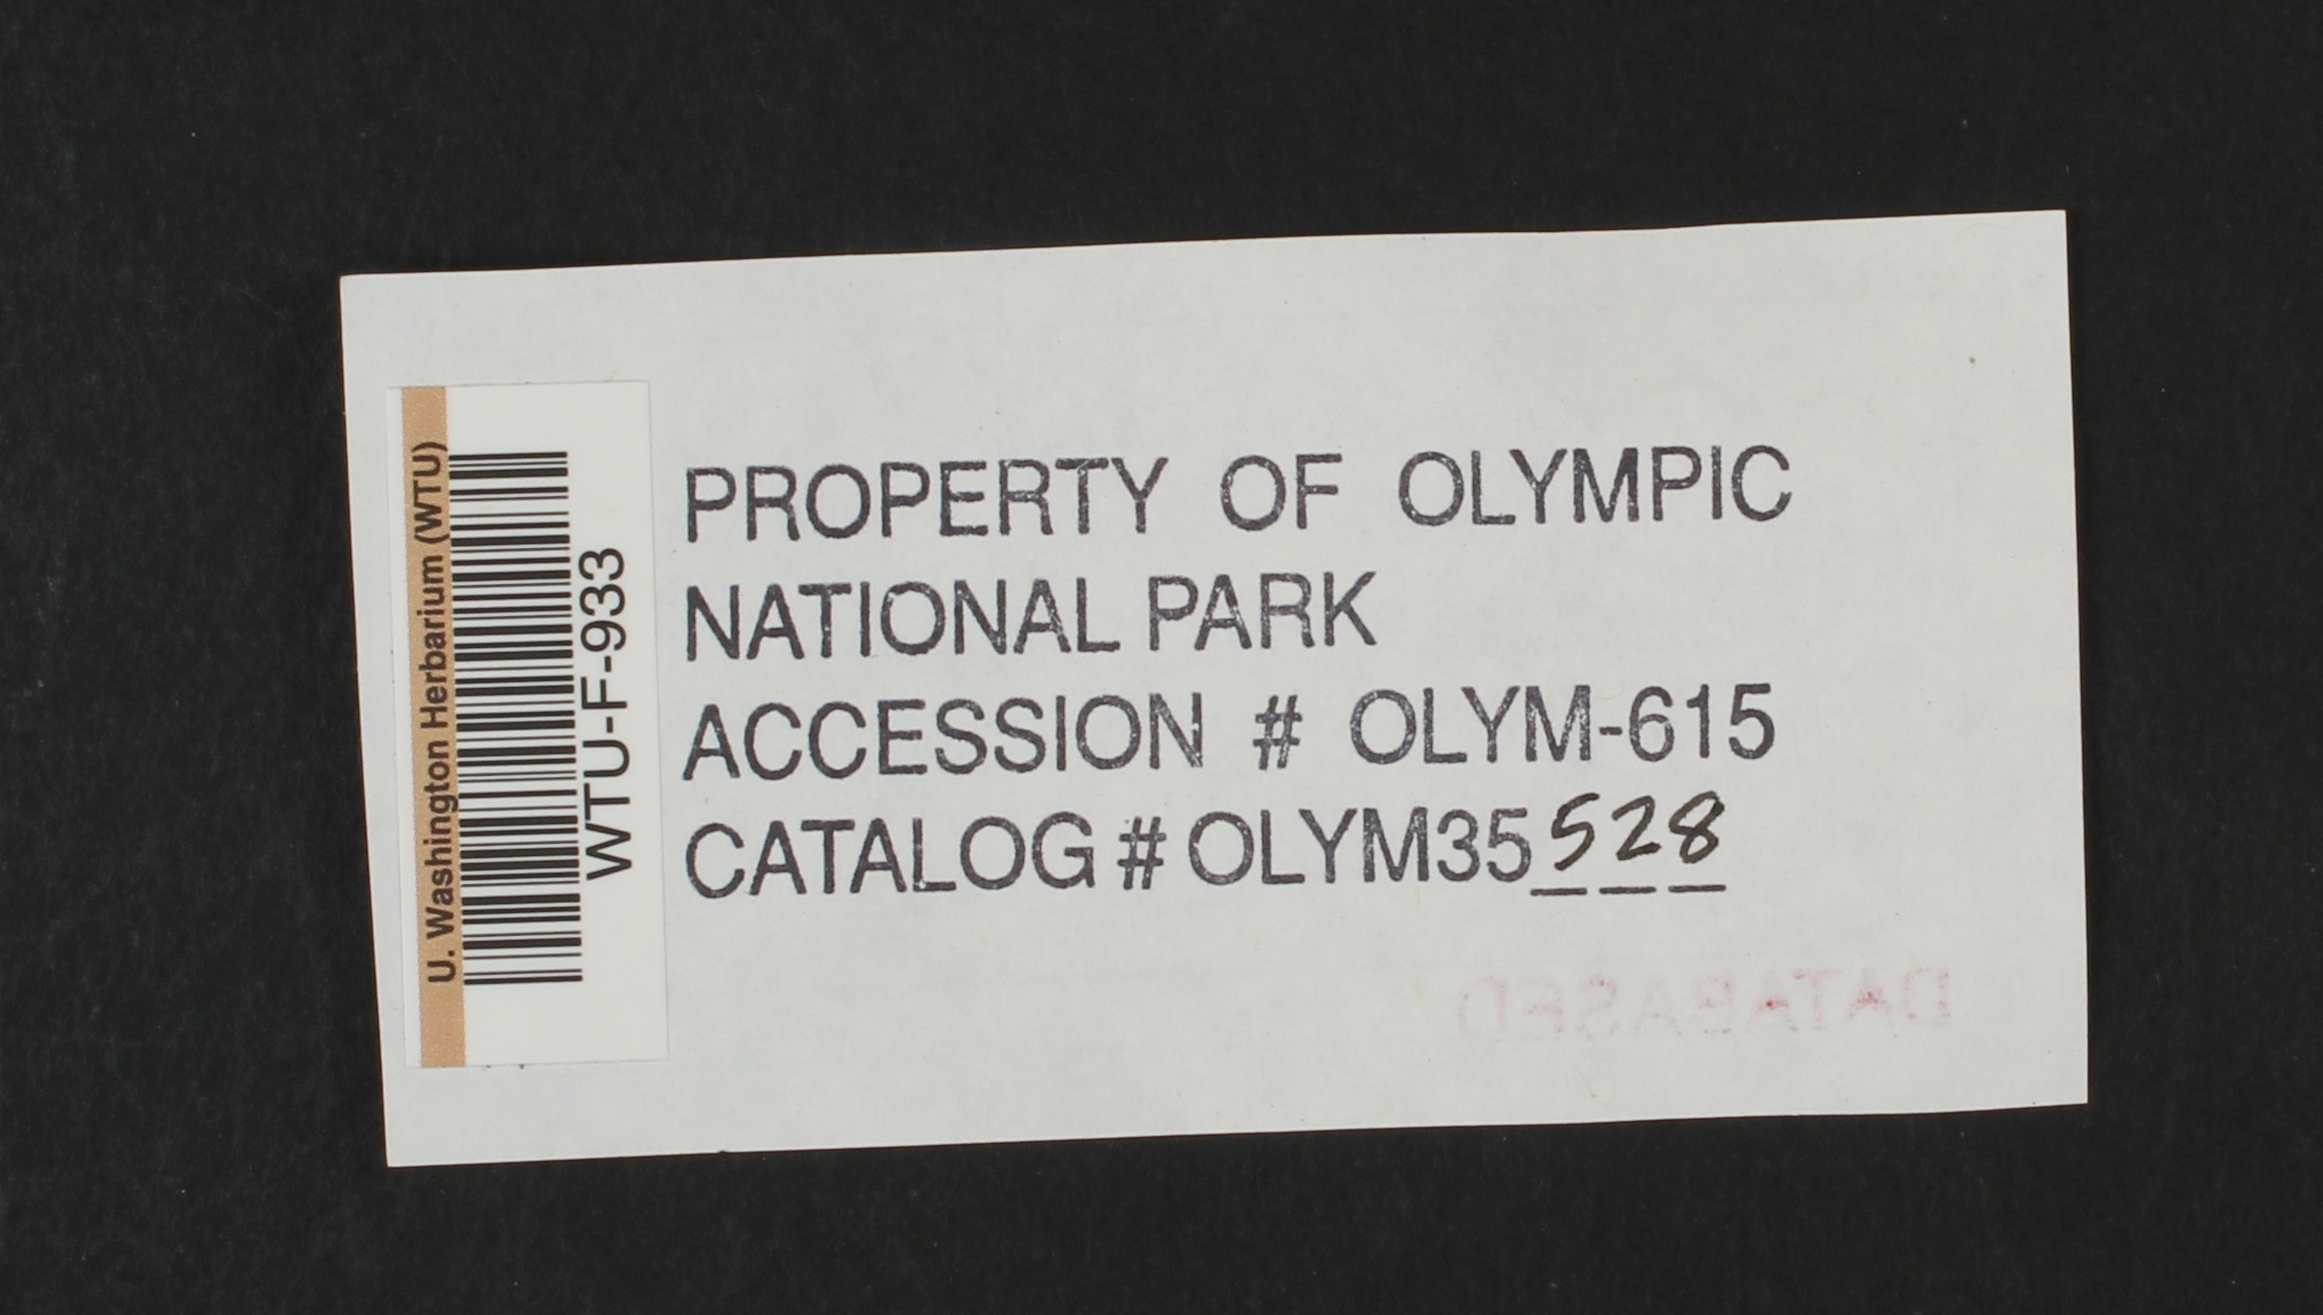 U. Washington Herbarium (WTU)
WTU-F-933
PROPERTY OF OLYMPIC
NATIONAL PARK
ACCESSION # OLYM-615
CATALOG # OLYM35528
DATABASED